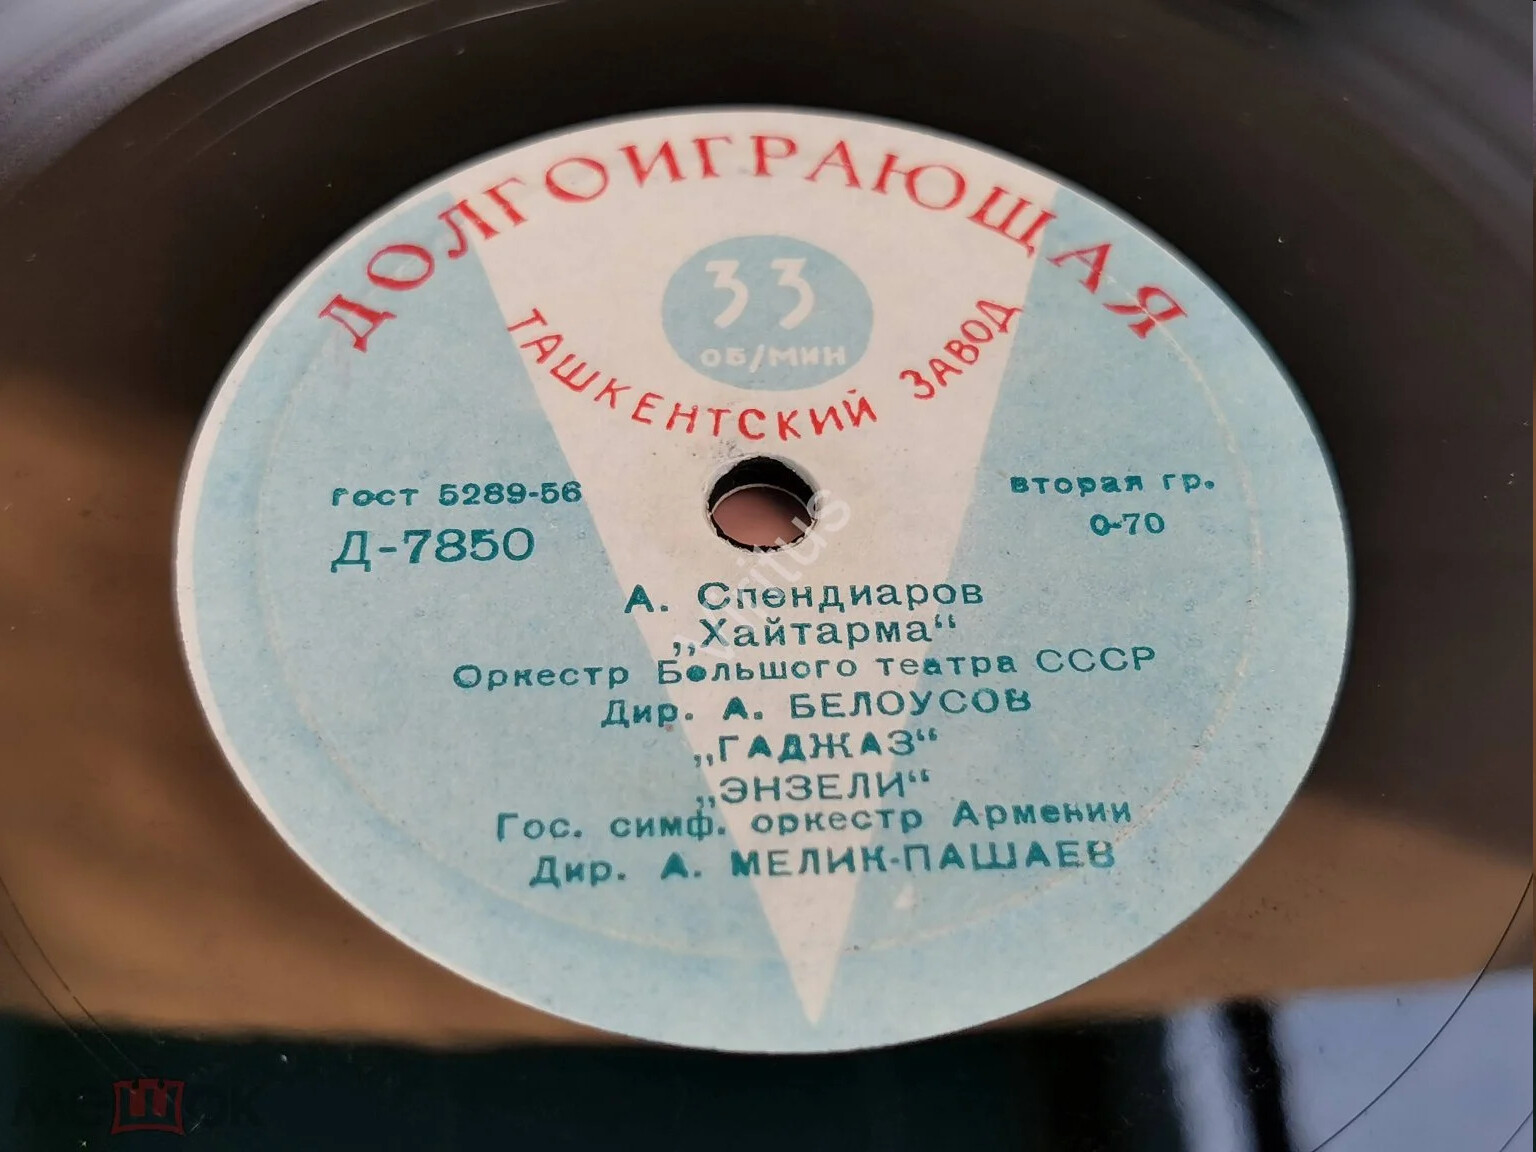 ДОЛГОИГРАЮЩАЯ
33
ОБ/МИН
ТАШКЕНТСКИЙ ЗАВОД
ГОСТ 5289-56
вторая гр.
Д-7850
0-70
А. Спендиаров
„Хайтарма“
Оркестр Большого театра СССР
Дир. А. БЕЛОУСОВ
„ГАДЖАЗ“
„ЭНЗЕЛИ“
Гос. симф. оркестр Армении
Дир. А. МЕЛИК-ПАШАЕВ
мешок